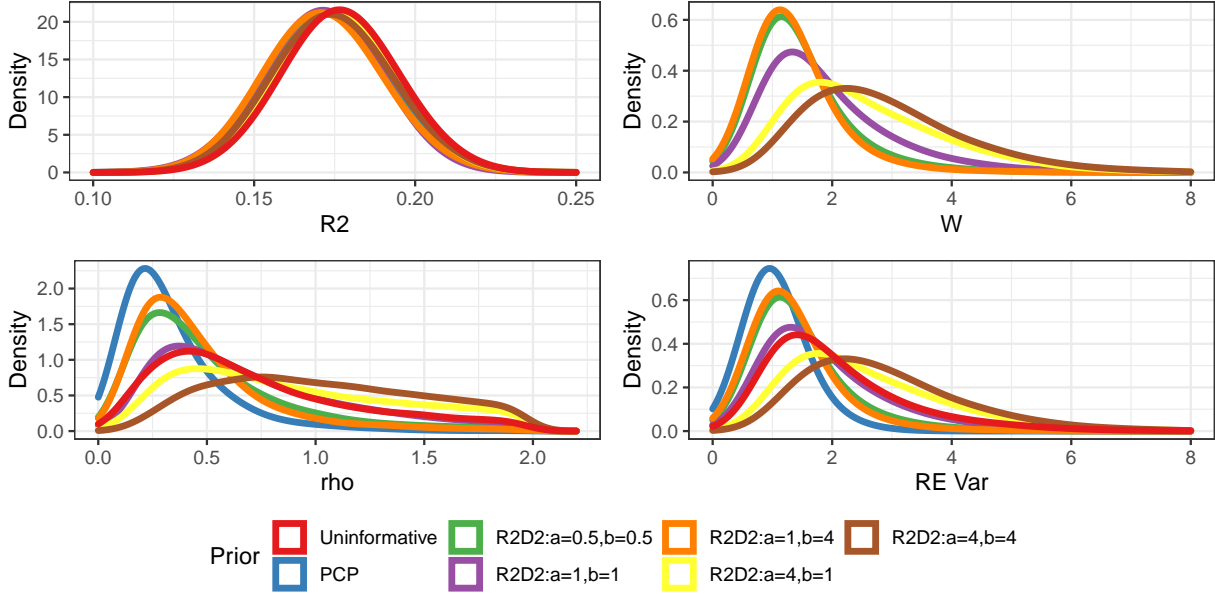 Density
20
15
10
5
0
0.10
0.15
0.20
0.25
R2
Density
0.6
0.4
0.2
0.0
0
2
4
6
8
W
Density
2.0
1.5
1.0
0.5
0.0
0.0
0.5
1.0
1.5
2.0
rho
Density
0.6
0.4
0.2
0.0
0
2
4
6
8
RE Var
Prior
Uninformative
R2D2:a=0.5,b=0.5
R2D2:a=1,b=4
R2D2:a=4,b=4
PCP
R2D2:a=1,b=1
R2D2:a=4,b=1